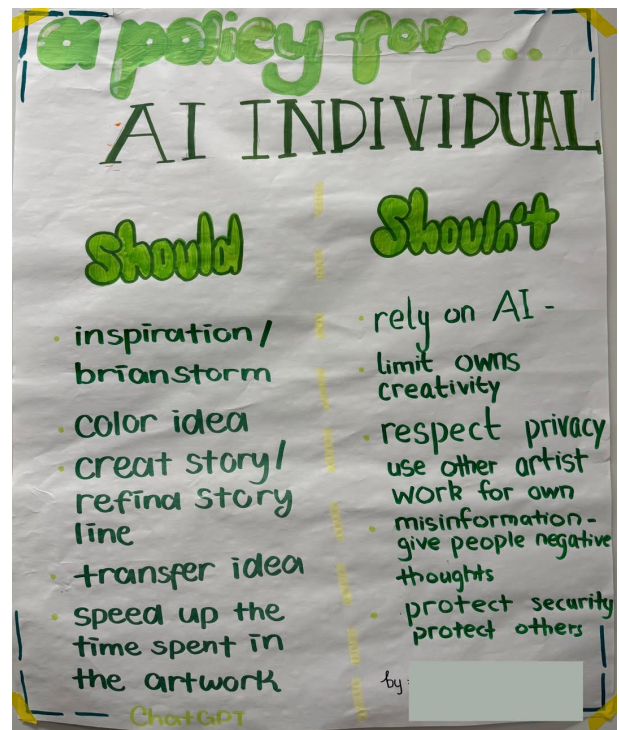 a policy for...
AI INDIVIDUAL
Should
• inspiration/
brianstorm
• color idea
• creat story/
refind story
line
• transfer idea
• speed up the
time spent in
the artwork
ChatGPT
Shouln't
• rely on AI -
• limit owns
creativity
• respect privacy
use other artist
work for own
• misinformation -
give people negative
thoughts
• protect security
protect others
by: